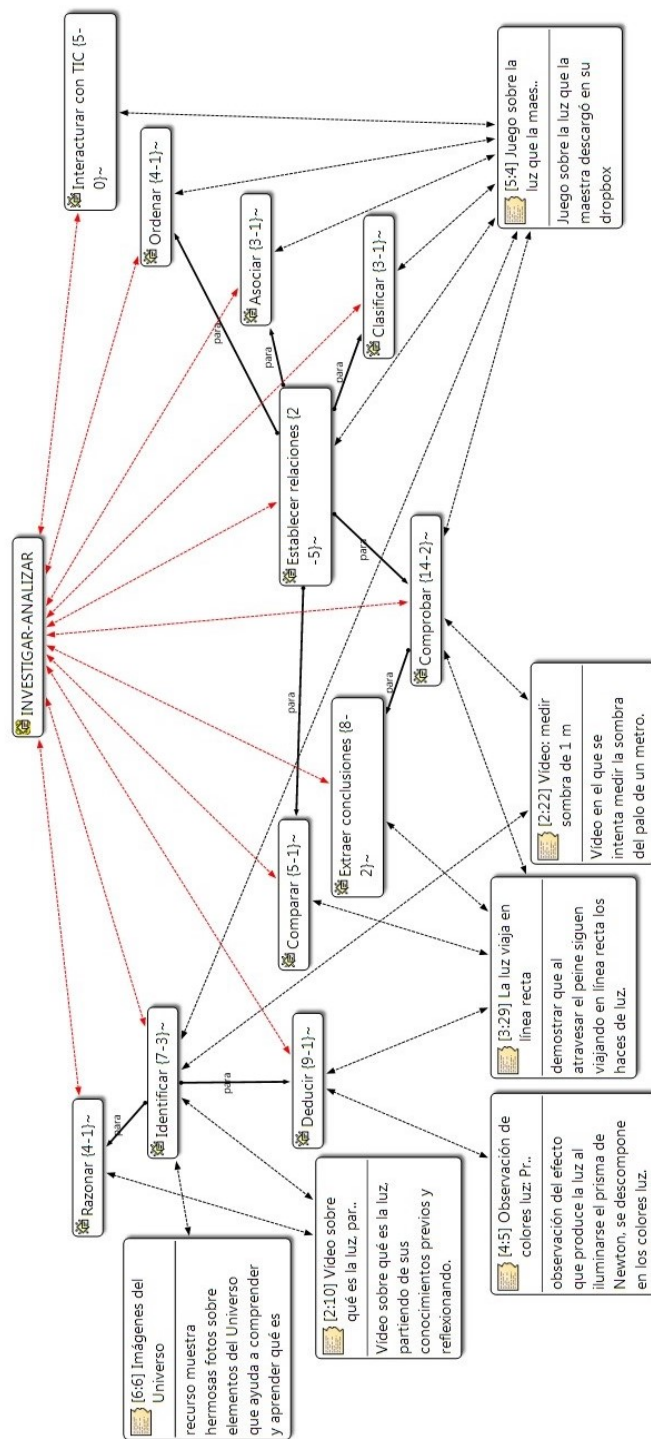 INVESTIGAR-ANALIZAR
Razonar {4-1}~
Identificar {7-3}~
Deducir {9-1}~
Comparar {5-1}~
Extraer conclusiones {8-
2}~
Comprobar {14-2}~
Establecer relaciones {2
-5}~
Clasificar {3-1}~
Asociar {3-1}~
Ordenar {4-1}~
Interacturar con TIC {5-
0}~
para
para
para
para
para
para
para
para
[6:6] Imágenes del
Universo
recurso muestra
hermosas fotos sobre
elementos del Universo
que ayuda a comprender
y aprender qué es
[2:10] Vídeo sobre
qué es la luz, par..
Vídeo sobre qué es la luz,
partiendo de sus
conocimientos previos y
reflexionando.
[4:5] Observación de
colores luz: Pr..
observación del efecto
que produce la luz al
iluminarse el prisma de
Newton, se descompone
en los colores luz.
[3:29] La luz viaja en
línea recta
demostrar que al
atravesar el peine siguen
viajando en línea recta los
haces de luz.
[2:22] Vídeo: medir
sombra de 1 m
Vídeo en el que se
intenta medir la sombra
del palo de un metro.
[5:4] Juego sobre la
luz que la maes..
Juego sobre la luz que la
maestra descargó en su
dropbox